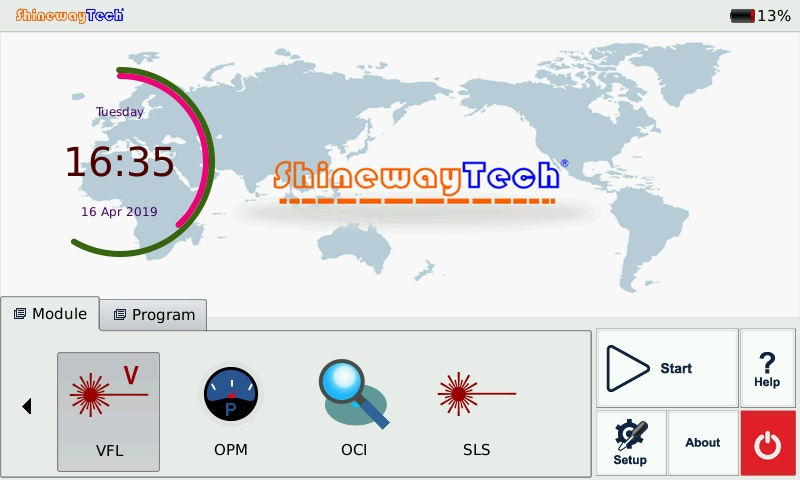 ShinewayTech
13%
Tuesday
16:35
16 Apr 2019
ShinewayTech®
Module
Program
V
P
VFL
OPM
OCI
SLS
Start
?
Help
Setup
About